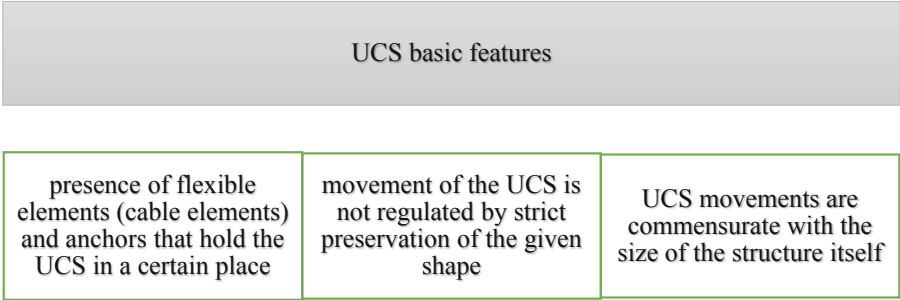 UCS basic features
presence of flexible
elements (cable elements)
and anchors that hold the
UCS in a certain place
movement of the UCS is
not regulated by strict
preservation of the given
shape
UCS movements are
commensurate with the
size of the structure itself